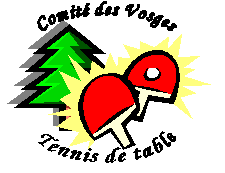 Comité des Vosges
Tennis de table